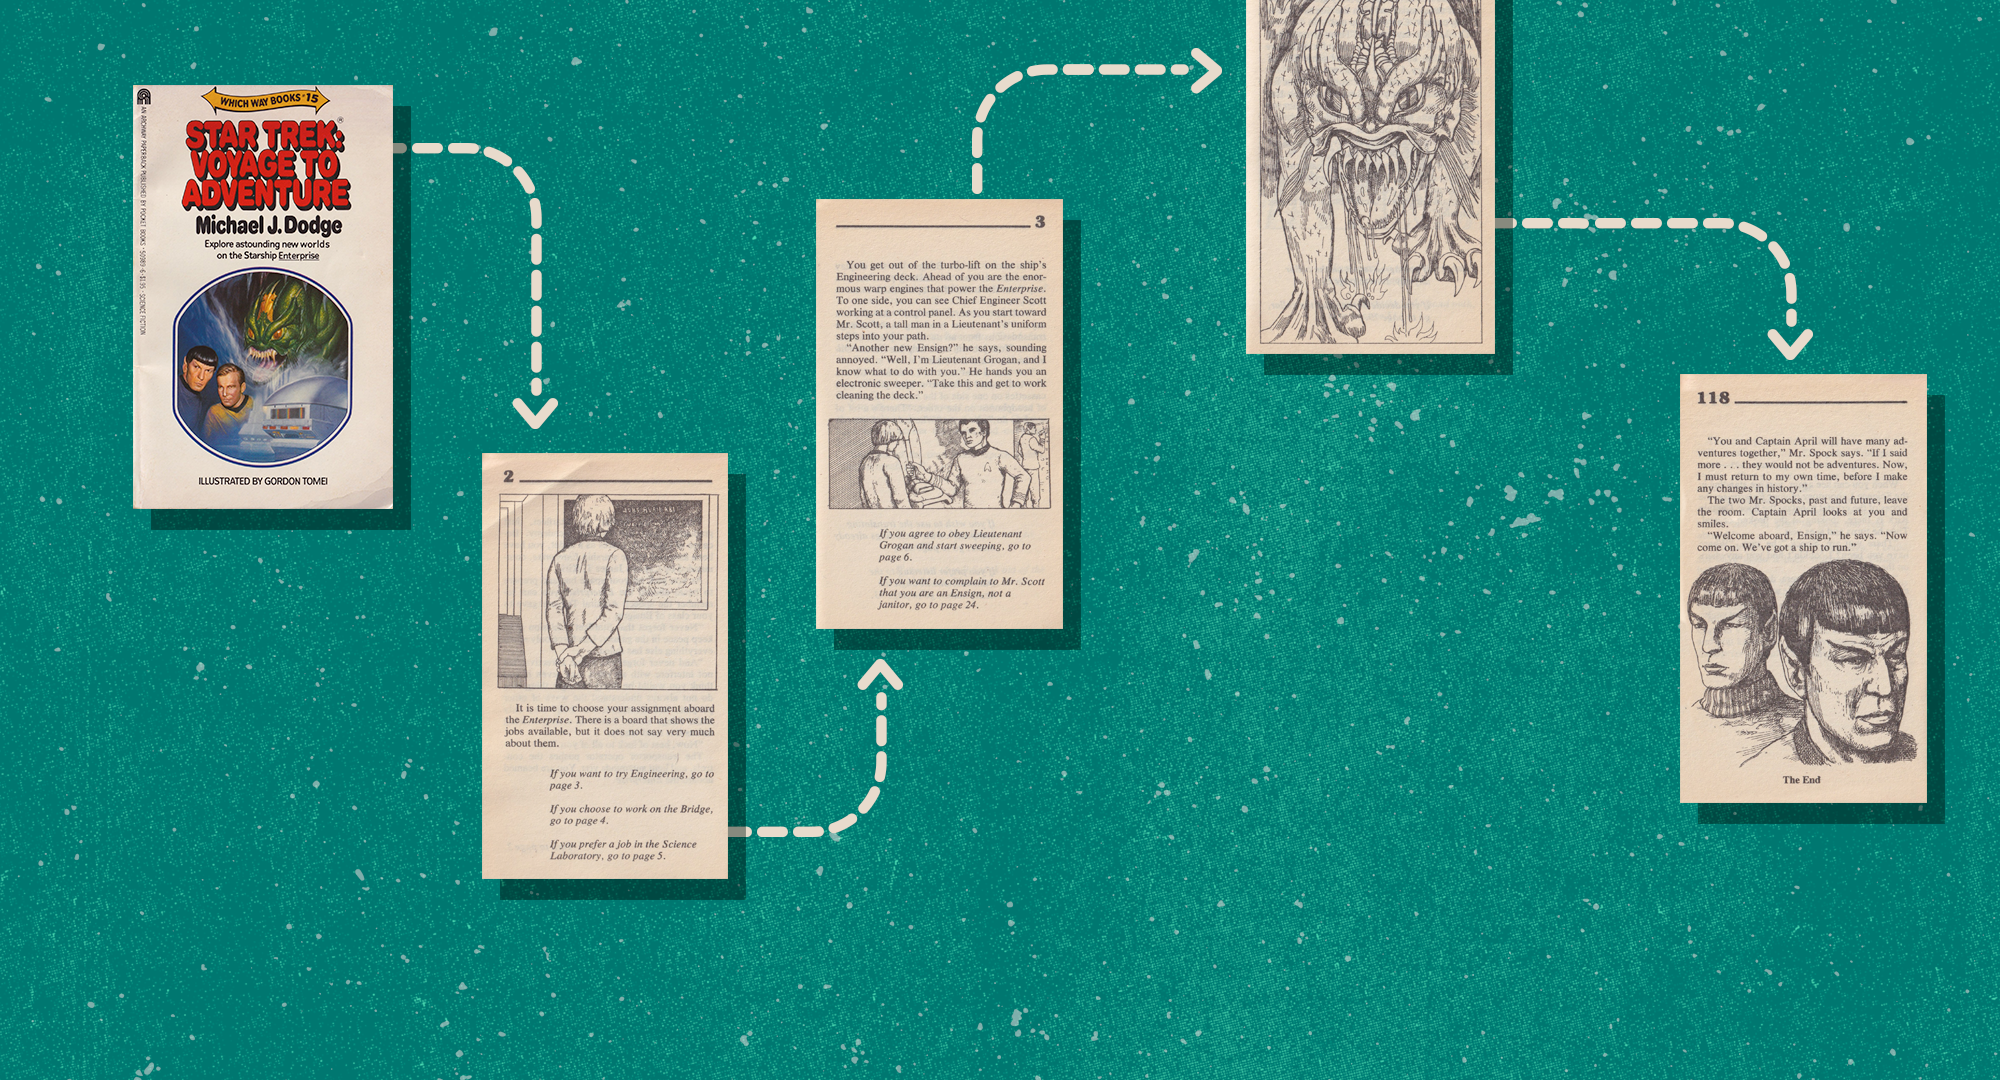 WHICH WAY BOOKS #15
STAR TREK:®
VOYAGE TO
ADVENTURE
Michael J. Dodge
Explore astounding new worlds
on the Starship Enterprise
ILLUSTRATED BY GORDON TOMEI
AN ARCHWAY PAPERBACK PUBLISHED BY POCKET BOOKS
SCIENCE FICTION
2
It is time to choose your assignment aboard
the Enterprise. There is a board that shows the
jobs available, but it does not say very much
about them.
If you want to try Engineering, go to
page 3.
If you choose to work on the Bridge,
go to page 4.
If you prefer a job in the Science
Laboratory, go to page 5.
3
You get out of the turbo-lift on the ship's
Engineering deck. Ahead of you are the enor-
mous warp engines that power the Enterprise.
To one side, you can see Chief Engineer Scott
working at a control panel. As you start toward
Mr. Scott, a tall man in a Lieutenant's uniform
steps into your path.
"Another new Ensign?" he says, sounding
annoyed. "Well, I'm Lieutenant Grogan, and I
know what to do with you." He hands you an
electronic sweeper. "Take this and get to work
cleaning the deck."
If you agree to obey Lieutenant
Grogan and start sweeping, go to
page 6.
If you want to complain to Mr. Scott
that you are an Ensign, not a
janitor, go to page 24.
118
"You and Captain April will have many ad-
ventures together," Mr. Spock says. "If I said
more . . . they would not be adventures. Now,
I must return to my own time, before I make
any changes in history."
The two Mr. Spocks, past and future, leave
the room. Captain April looks at you and
smiles.
"Welcome aboard, Ensign," he says. "Now
come on. We've got a ship to run."
The End